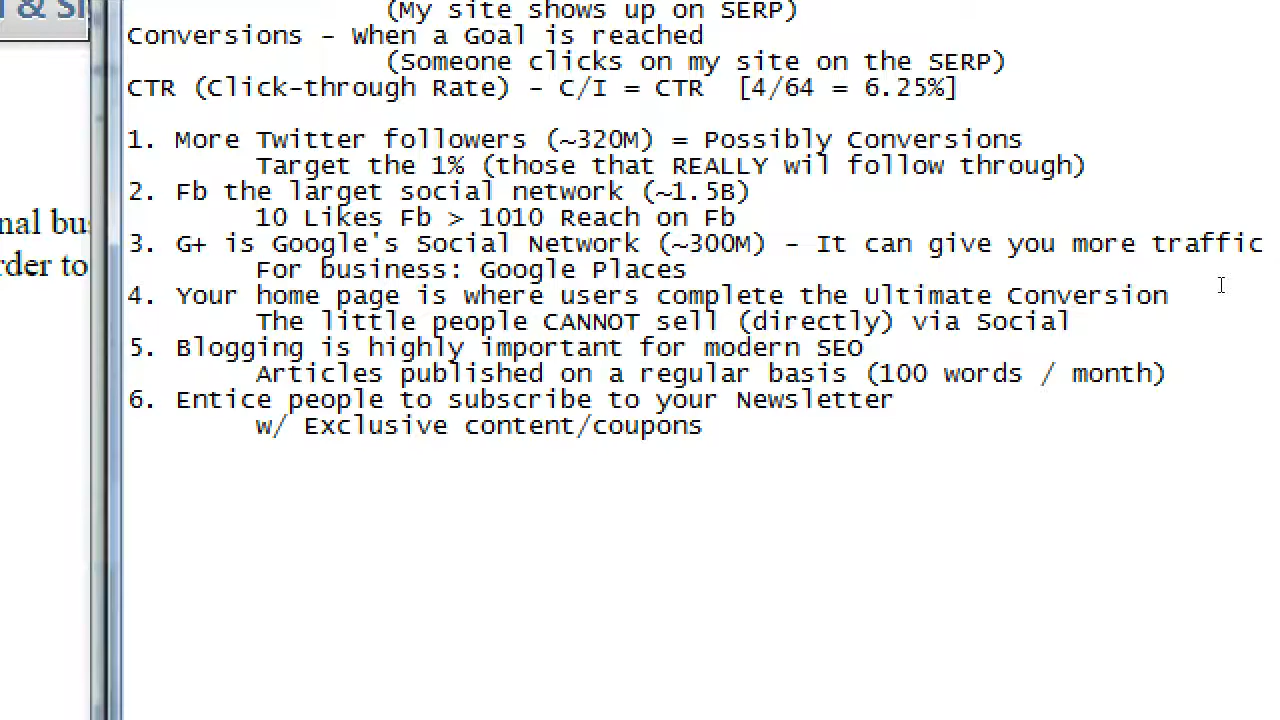 (My site shows up on SERP)
Conversions - When a Goal is reached
(Someone clicks on my site on the SERP)
CTR (Click-through Rate) - C/I = CTR [4/64 = 6.25%]
1. More Twitter followers (~320M) = Possibly Conversions
Target the 1% (those that REALLY wil follow through)
2. Fb the larget social network (~1.5B)
10 Likes Fb > 1010 Reach on Fb
3. G+ is Google's Social Network (~300M) - It can give you more traffic
For business: Google Places
4. Your home page is where users complete the Ultimate Conversion
The little people CANNOT sell (directly) via Social
5. Blogging is highly important for modern SEO
Articles published on a regular basis (100 words / month)
6. Entice people to subscribe to your Newsletter
w/ Exclusive content/coupons
&
nal bus
rder to